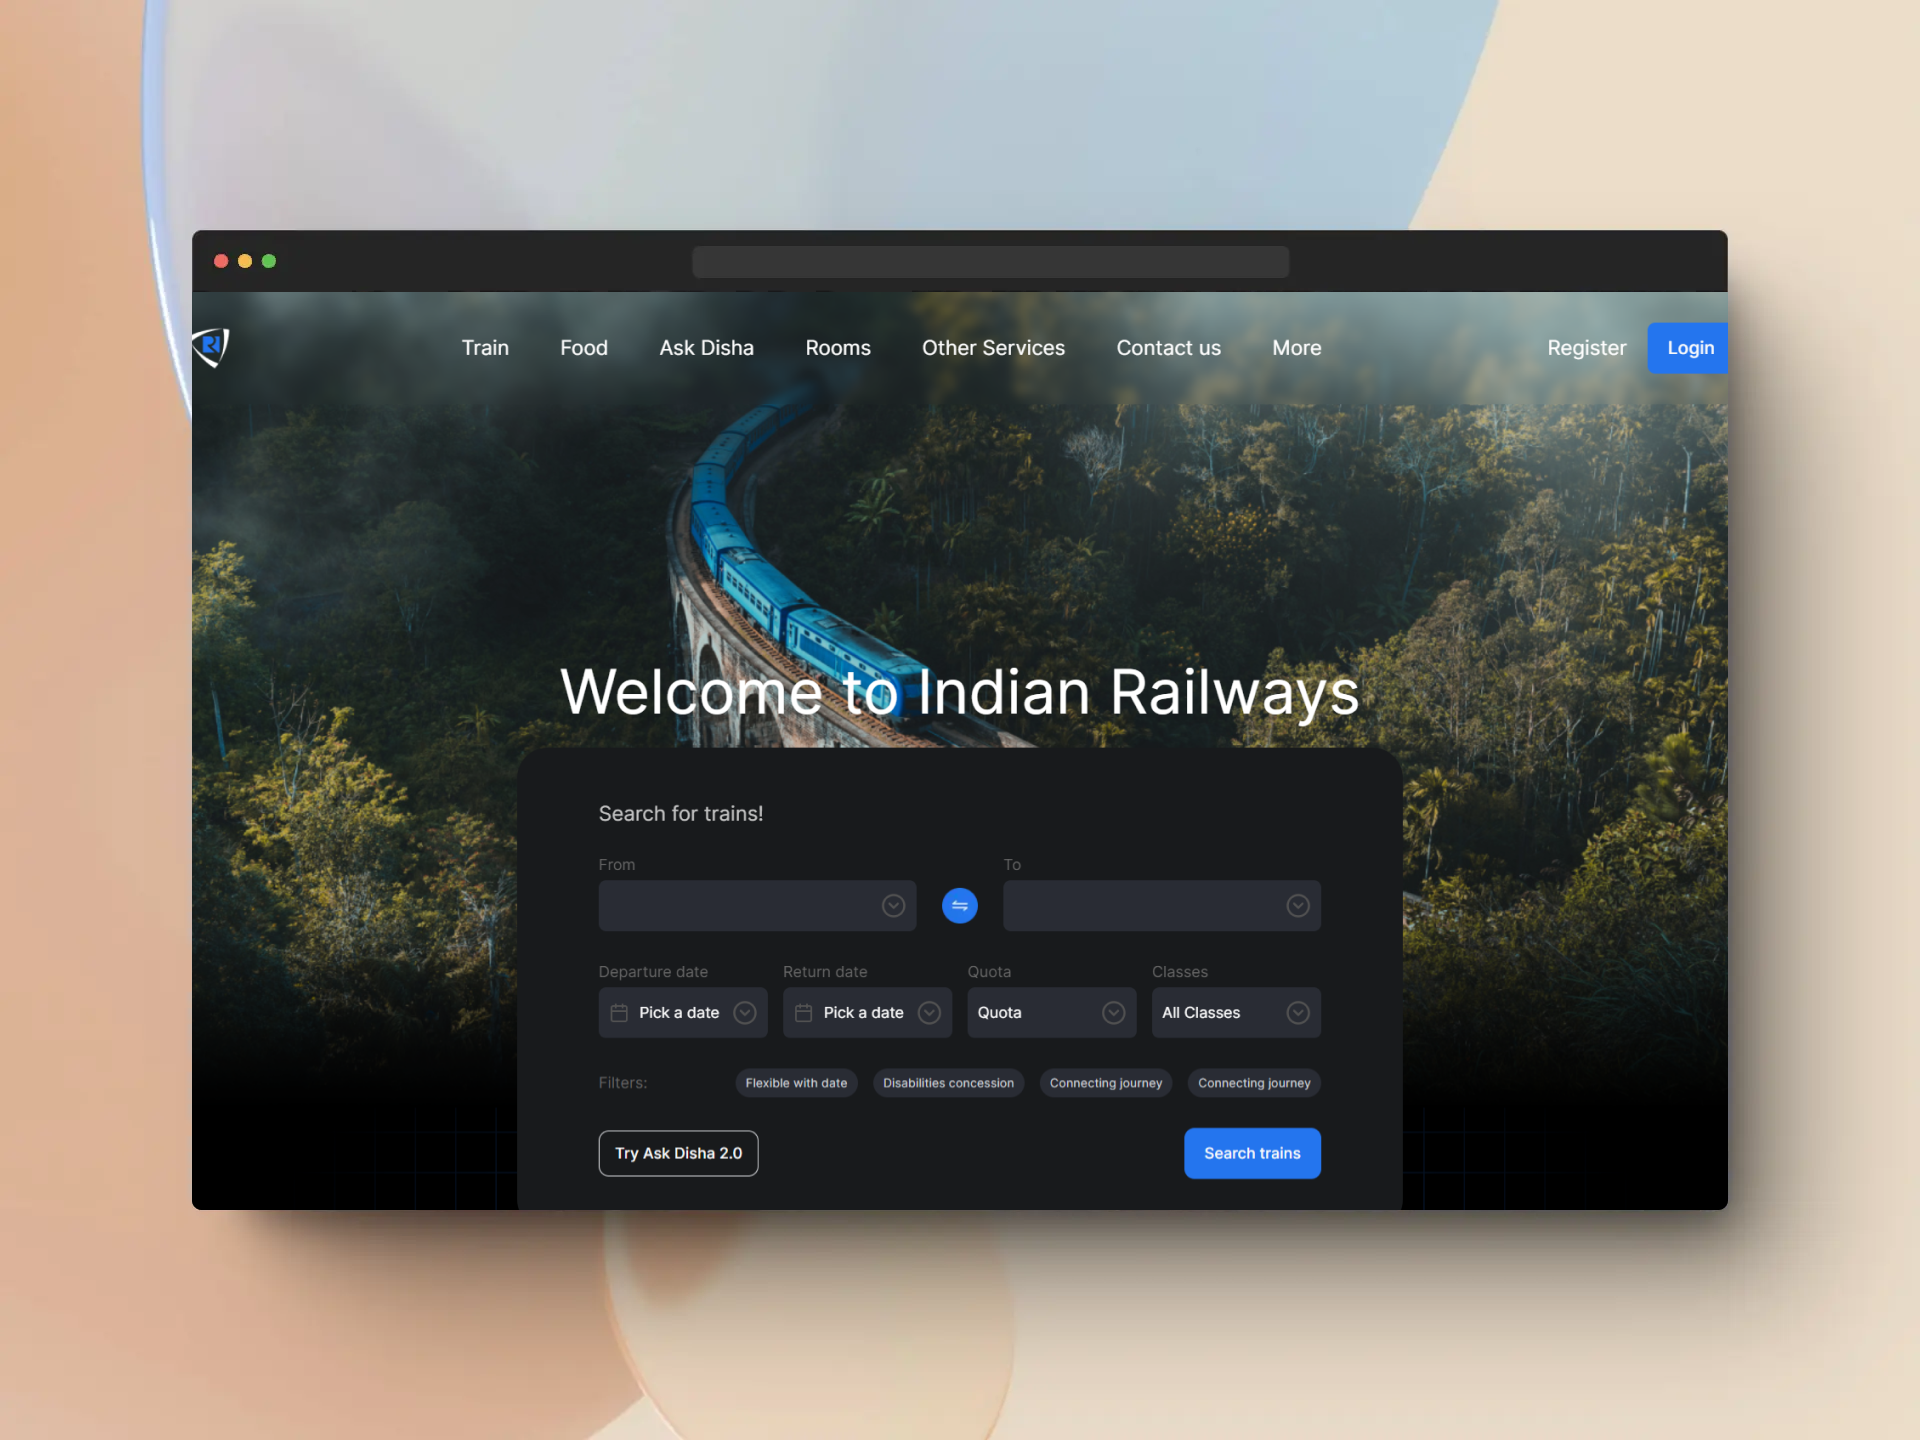 RI
Train Food Ask Disha Rooms Other Services Contact us More Register Login
Welcome to Indian Railways
Search for trains!
From To
Departure date Return date Quota Classes
Pick a date Pick a date Quota All Classes
Filters: Flexible with date Disabilities concession Connecting journey Connecting journey
Try Ask Disha 2.0 Search trains